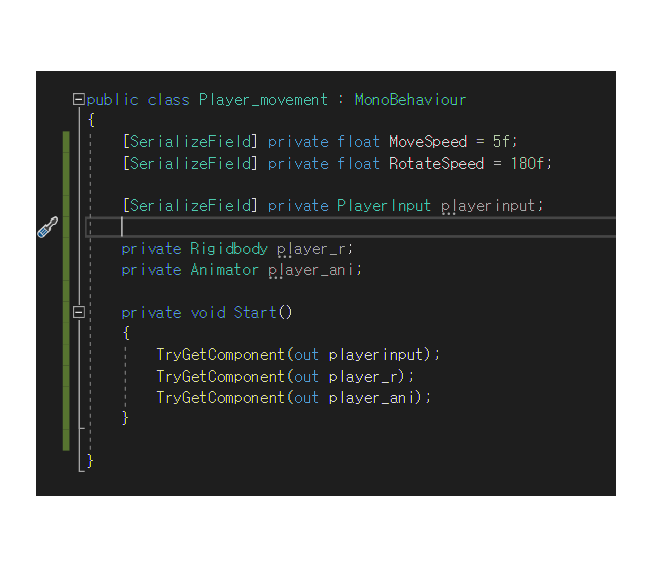 public class Player_movement : MonoBehaviour
{
[SerializeField] private float MoveSpeed = 5f;
[SerializeField] private float RotateSpeed = 180f;
[SerializeField] private PlayerInput playerinput;
private Rigidbody player_r;
private Animator player_ani;
private void Start()
{
TryGetComponent(out playerinput);
TryGetComponent(out player_r);
TryGetComponent(out player_ani);
}
}